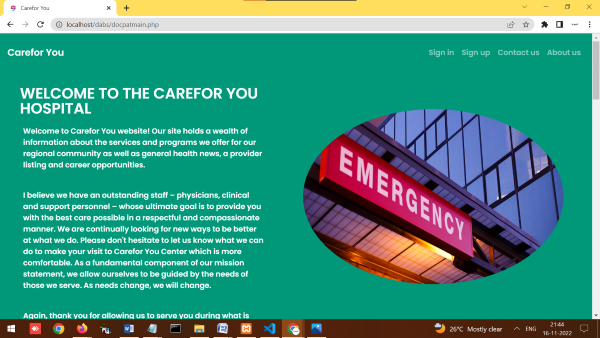 Carefor You
localhost/dabs/docpatmain.php
Carefor You
Sign in Sign up Contact us About us
WELCOME TO THE CAREFOR YOU
HOSPITAL
Welcome to Carefor You website! Our site holds a wealth of
information about the services and programs we offer for our
regional community as well as general health news, a provider
listing and career opportunities.
I believe we have an outstanding staff – physicians, clinical
and support personnel – whose ultimate goal is to provide you
with the best care possible in a respectful and compassionate
manner. We are continually looking for new ways to be better
at what we do. Please don't hesitate to let us know what we can
do to make your visit to Carefor You Center which is more
comfortable. As a fundamental component of our mission
statement, we allow ourselves to be guided by the needs of
those we serve. As needs change, we will change.
Again, thank you for allowing us to serve you during what is
EMERGENCY
26°C Mostly clear
ENG
21:44
16-11-2022